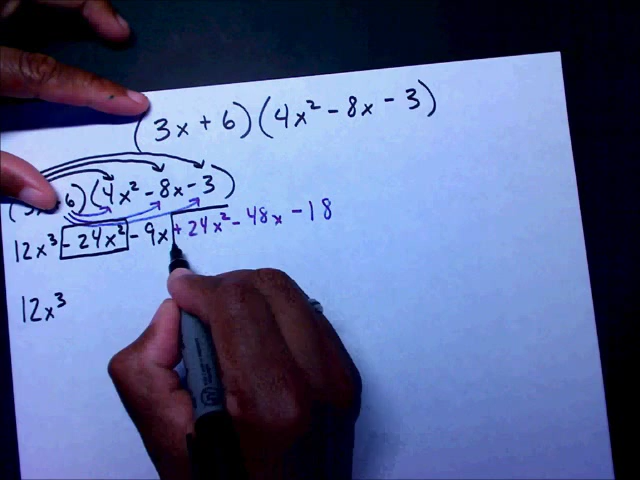 (3x + 6)(4x² - 8x - 3)
6)(4x² - 8x - 3)
12x³ - 24x² - 9x + 24x² - 48x - 18
12x³